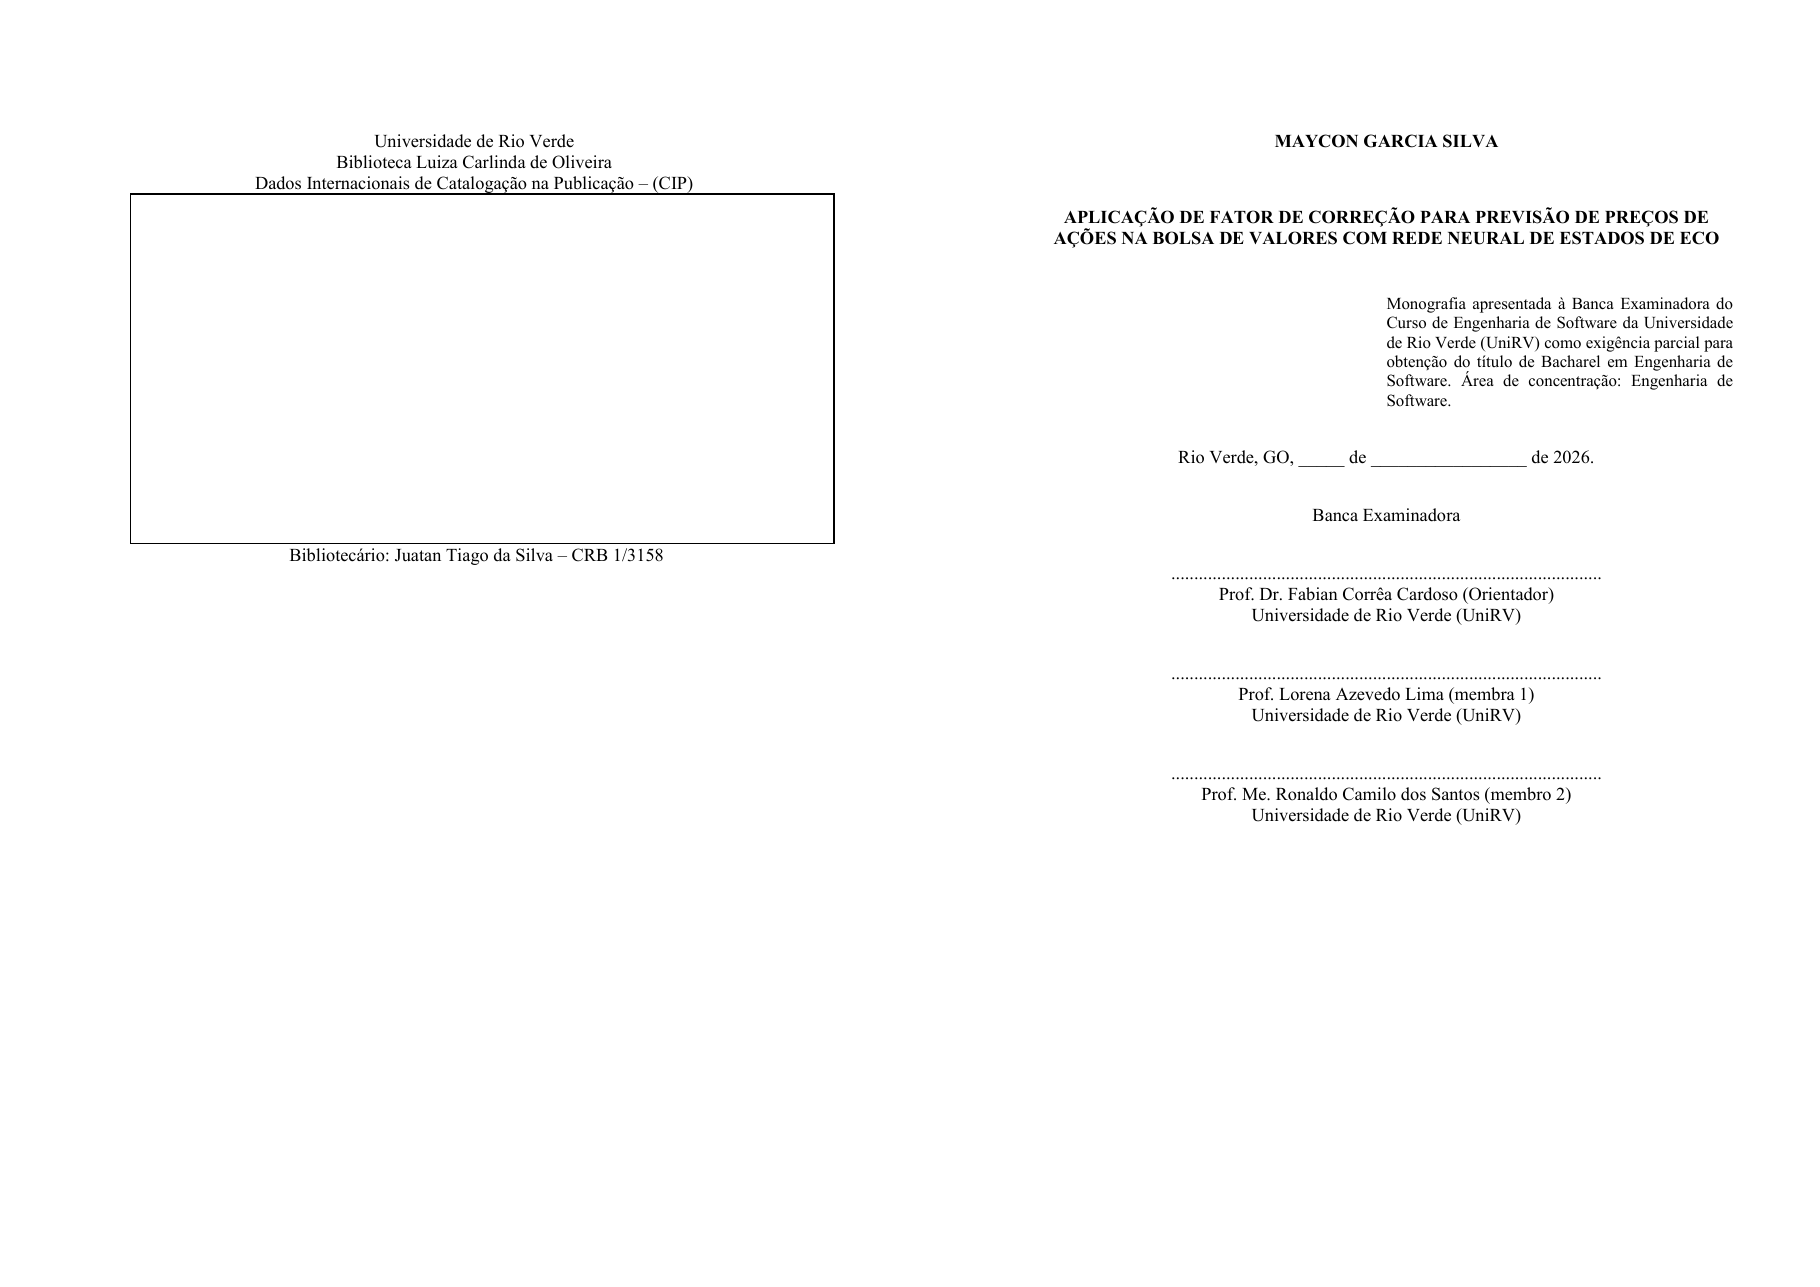 Universidade de Rio Verde
Biblioteca Luiza Carlinda de Oliveira
Dados Internacionais de Catalogação na Publicação – (CIP)
Bibliotecário: Juatan Tiago da Silva – CRB 1/3158
MAYCON GARCIA SILVA
APLICAÇÃO DE FATOR DE CORREÇÃO PARA PREVISÃO DE PREÇOS DE
AÇÕES NA BOLSA DE VALORES COM REDE NEURAL DE ESTADOS DE ECO
Monografia apresentada à Banca Examinadora do
Curso de Engenharia de Software da Universidade
de Rio Verde (UniRV) como exigência parcial para
obtenção do título de Bacharel em Engenharia de
Software. Área de concentração: Engenharia de
Software.
Rio Verde, GO, _____ de _________________ de 2026.
Banca Examinadora
..............................................................................................
Prof. Dr. Fabian Corrêa Cardoso (Orientador)
Universidade de Rio Verde (UniRV)
..............................................................................................
Prof. Lorena Azevedo Lima (membra 1)
Universidade de Rio Verde (UniRV)
..............................................................................................
Prof. Me. Ronaldo Camilo dos Santos (membro 2)
Universidade de Rio Verde (UniRV)